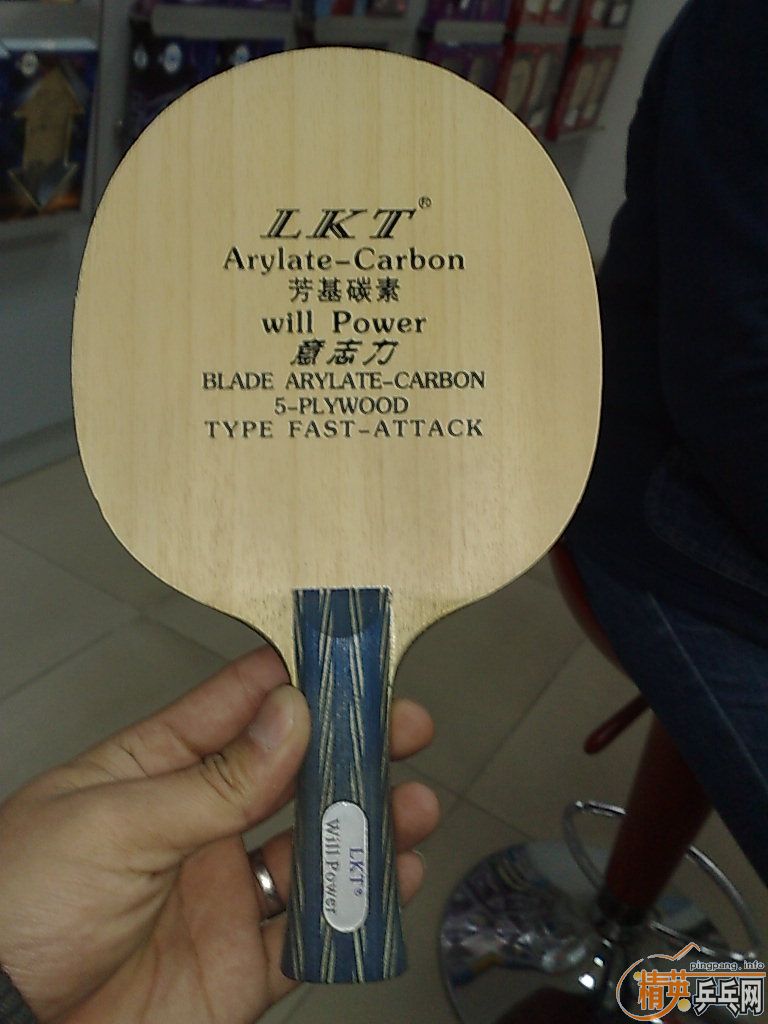 LKT®
Arylate-Carbon
芳基碳素
will Power
意志力
BLADE ARYLATE-CARBON
5-PLYWOOD
TYPE FAST-ATTACK
LKT®
Will Power
pingpang.info
精英乒乓网